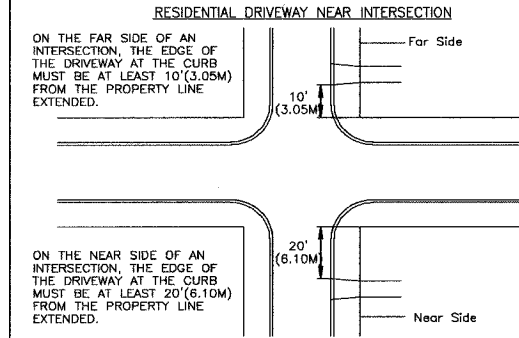 RESIDENTIAL DRIVEWAY NEAR INTERSECTION
ON THE FAR SIDE OF AN
INTERSECTION, THE EDGE OF
THE DRIVEWAY AT THE CURB
MUST BE AT LEAST 10'(3.05M)
FROM THE PROPERTY LINE
EXTENDED.
Far Side
10'
(3.05M
20'
(6.10M
ON THE NEAR SIDE OF AN
INTERSECTION, THE EDGE OF
THE DRIVEWAY AT THE CURB
MUST BE AT LEAST 20'(6.10M)
FROM THE PROPERTY LINE
EXTENDED.
Near Side